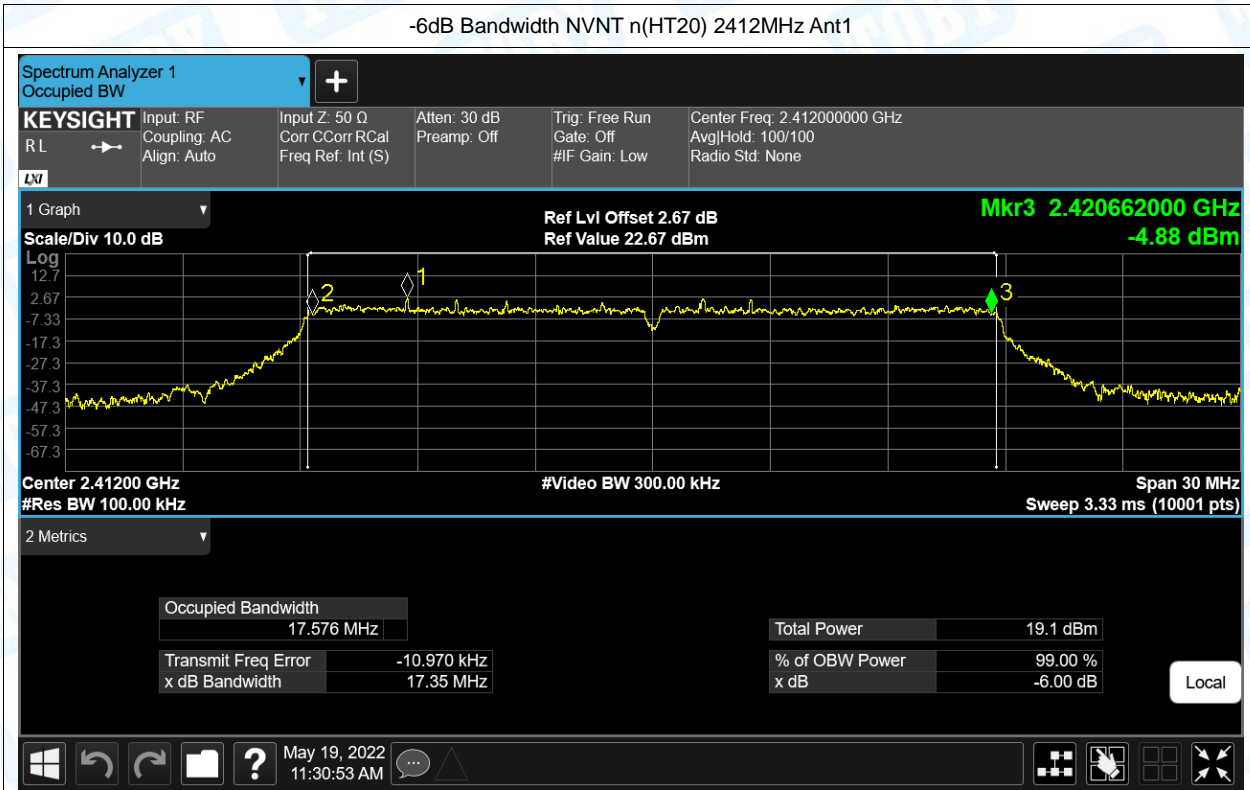 -6dB Bandwidth NVNT n(HT20) 2412MHz Ant1
Spectrum Analyzer 1
Occupied BW
+
KEYSIGHT Input: RF Input Z: 50 Ω Atten: 30 dB Trig: Free Run Center Freq: 2.412000000 GHz
RL Coupling: AC Corr CCorr RCal Preamp: Off Gate: Off Avg|Hold: 100/100
Align: Auto Freq Ref: Int (S) #IF Gain: Low Radio Std: None
LXI
1 Graph Ref Lvl Offset 2.67 dB Mkr3 2.420662000 GHz
Scale/Div 10.0 dB Ref Value 22.67 dBm -4.88 dBm
Log
12.7
2.67
-7.33
-17.3
-27.3
-37.3
-47.3
-57.3
-67.3
2
1
3
Center 2.41200 GHz #Video BW 300.00 kHz Span 30 MHz
#Res BW 100.00 kHz Sweep 3.33 ms (10001 pts)
2 Metrics
Occupied Bandwidth
17.576 MHz Total Power 19.1 dBm
Transmit Freq Error -10.970 kHz % of OBW Power 99.00 %
x dB Bandwidth 17.35 MHz x dB -6.00 dB
Local
? May 19, 2022
11:30:53 AM